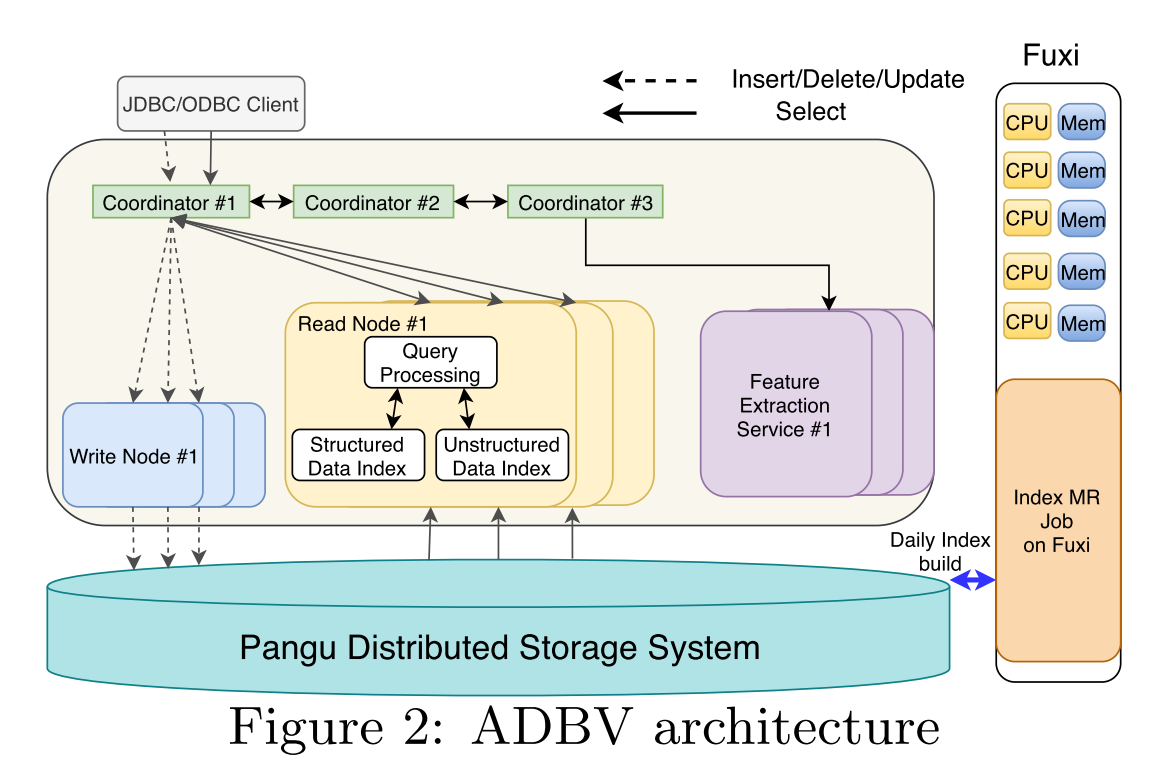 Fuxi
Insert/Delete/Update
Select
JDBC/ODBC Client
CPU Mem
CPU Mem
CPU Mem
CPU Mem
CPU Mem
Coordinator #1
Coordinator #2
Coordinator #3
Read Node #1
Query
Processing
Structured
Data Index
Unstructured
Data Index
Write Node #1
Feature
Extraction
Service #1
Index MR
Job
on Fuxi
Daily Index
build
Pangu Distributed Storage System
Figure 2: ADBV architecture